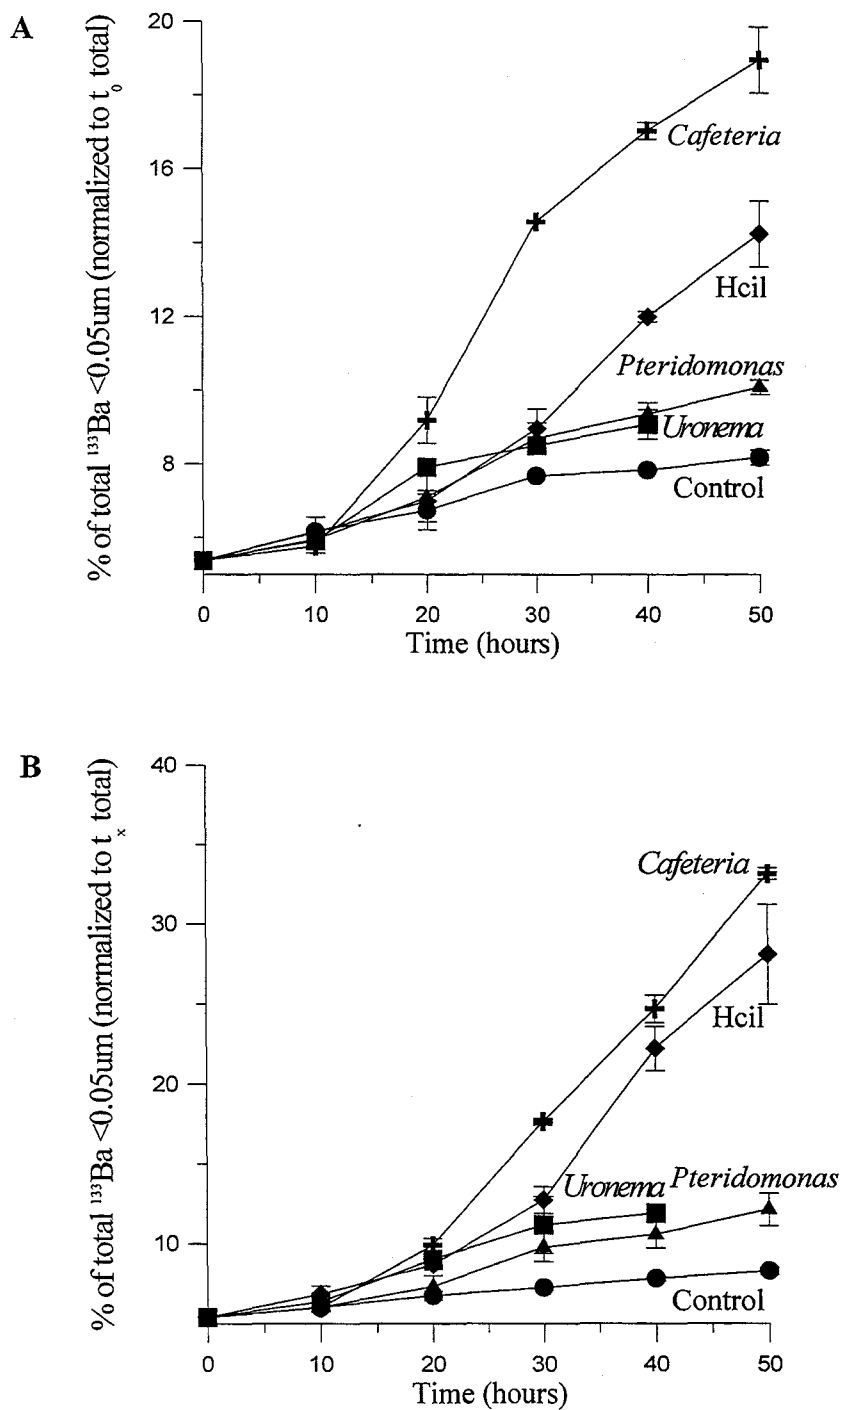 A
% of total ¹³³Ba <0.05um (normalized to t₀ total)
20
16
12
8
Cafeteria
Hcil
Pteridomonas
Uronema
Control
0 10 20 30 40 50
Time (hours)
B
% of total ¹³³Ba <0.05um (normalized to tₓ total)
40
30
20
10
Cafeteria
Hcil
Uronema Pteridomonas
Control
0 10 20 30 40 50
Time (hours)